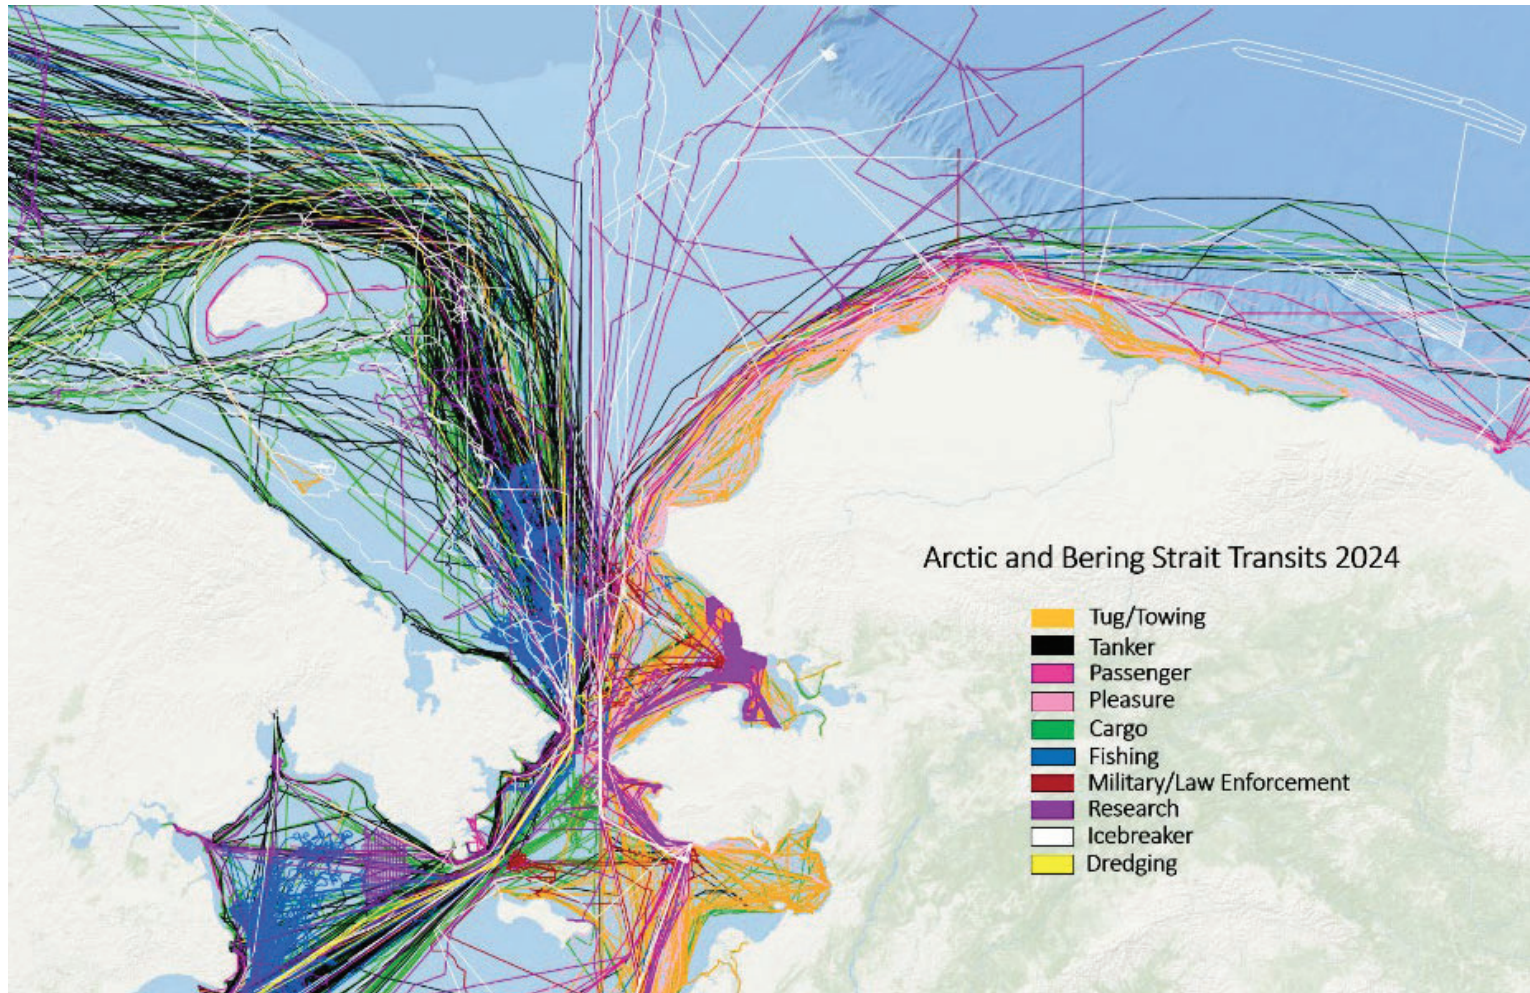 Arctic and Bering Strait Transits 2024
Tug/Towing
Tanker
Passenger
Pleasure
Cargo
Fishing
Military/Law Enforcement
Research
Icebreaker
Dredging